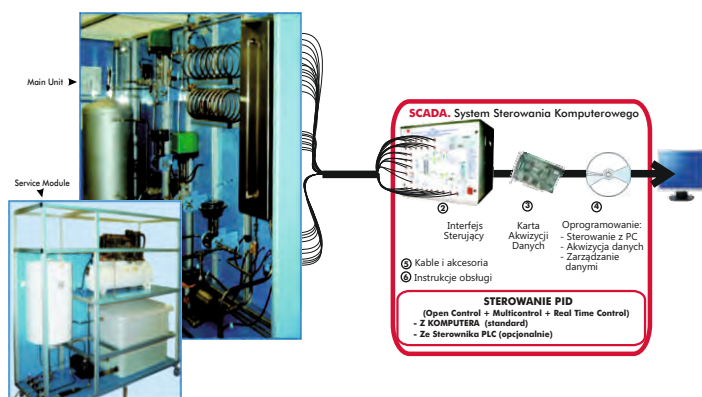 Main Unit
Service Module
SCADA. System Sterowania Komputerowego
2
Interfejs
Sterujący
3
Karta
Akwizycji
Danych
4
Oprogramowanie:
- Sterowanie z PC
- Akwizycja danych
- Zarządzanie
danymi
5 Kable i akcesoria
6 Instrukcje obsługi
STEROWANIE PID
(Open Control + Multicontrol + Real Time Control)
- Z KOMPUTERA (standard)
- Ze Sterownika PLC (opcjonalnie)